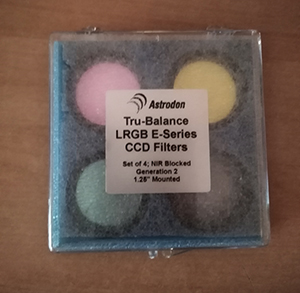 Astrodon
Tru-Balance
LRGB E-Series
CCD Filters
Set of 4; NIR Blocked
Generation 2
1.25" Mounted